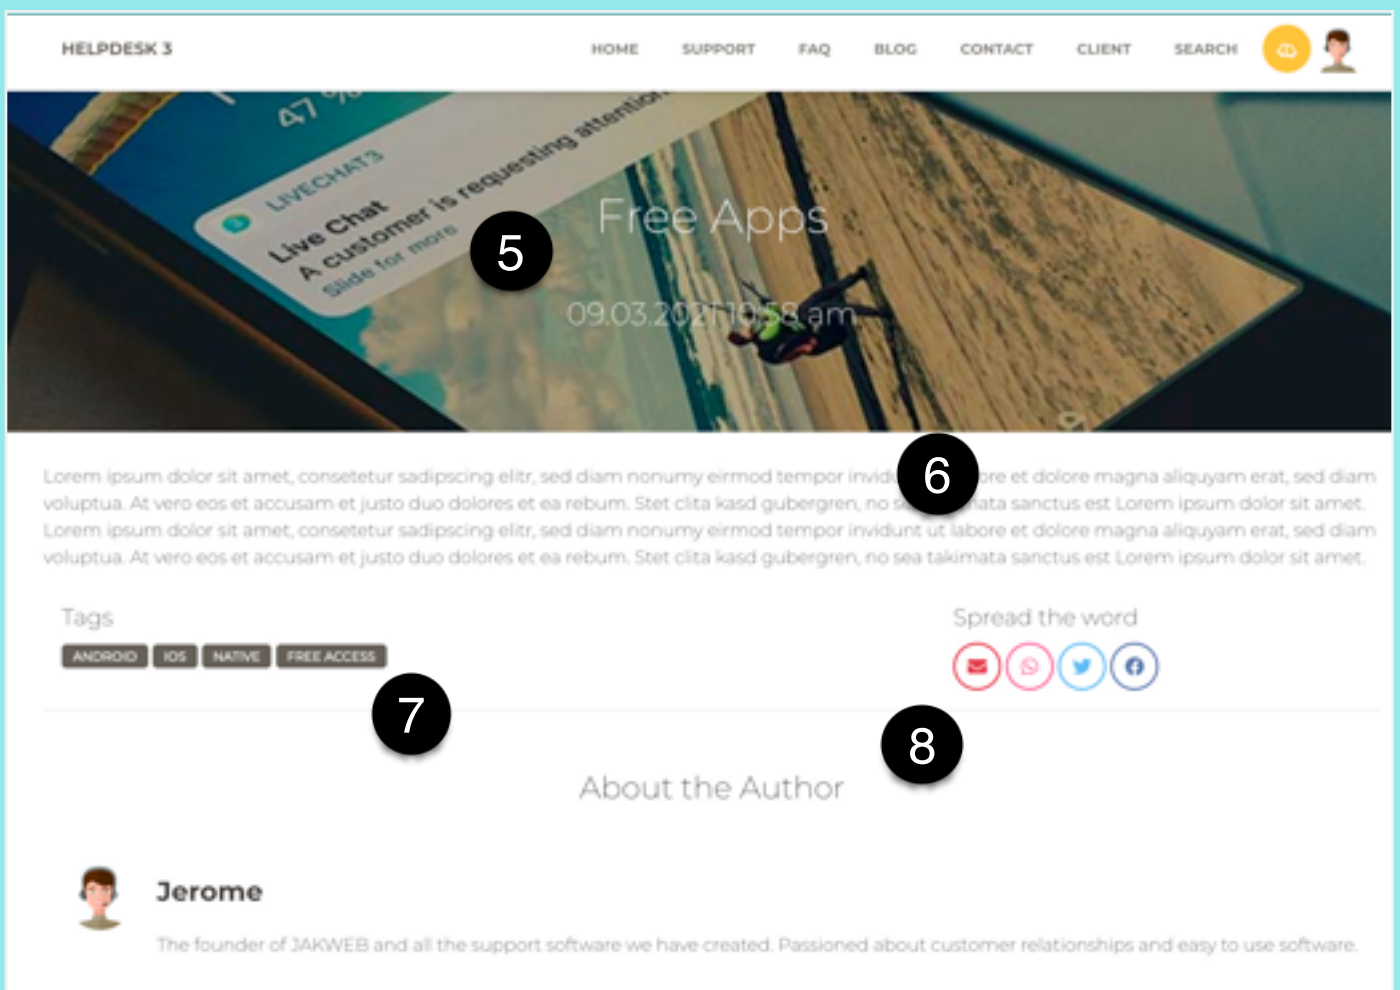 HELPDESK 3
HOME SUPPORT FAQ BLOG CONTACT CLIENT SEARCH
47 %
LIVECHAT3
Live Chat
A customer is requesting attention
Slide for more
5
Free Apps
09.03.2021 10:58 am
6
Lorem ipsum dolor sit amet, consetetur sadipscing elitr, sed diam nonumy eirmod tempor ore et dolore magna aliquyam erat, sed diam
voluptua. At vero eos et accusam et justo duo dolores et ea rebum. Stet clita kasd gubergren, no sanctus est Lorem ipsum dolor sit amet.
Lorem ipsum dolor sit amet, consetetur sadipscing elitr, sed diam nonumy eirmod tempor invidunt ut labore et dolore magna aliquyam erat, sed diam
voluptua. At vero eos et accusam et justo duo dolores et ea rebum. Stet clita kasd gubergren, no sea takimata sanctus est Lorem ipsum dolor sit amet.
Tags
ANDROID IOS NATIVE FREE ACCESS
Spread the word
7
8
About the Author
Jerome
The founder of JAKWEB and all the support software we have created. Passioned about customer relationships and easy to use software.